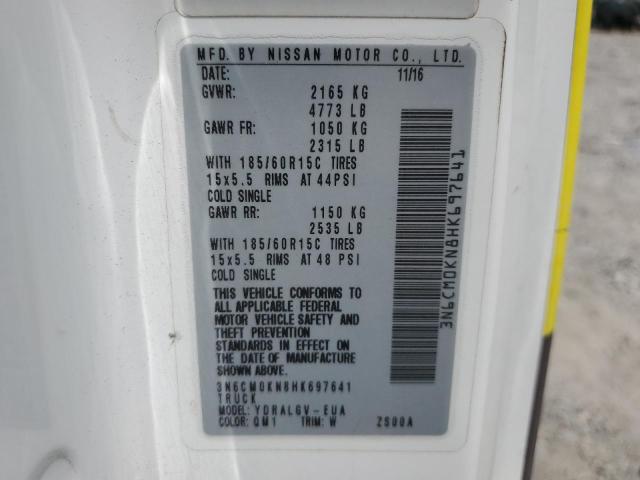 MFD. BY NISSAN MOTOR CO., LTD.
DATE: 11/16
GVWR: 2165 KG
4773 LB
GAWR FR: 1050 KG
2315 LB
WITH 185/60R15C TIRES
15x5.5 RIMS AT 44PSI
COLD SINGLE
GAWR RR: 1150 KG
2535 LB
WITH 185/60R15C TIRES
15x5.5 RIMS AT 48 PSI
COLD SINGLE
THIS VEHICLE CONFORMS TO
ALL APPLICABLE FEDERAL
MOTOR VEHICLE SAFETY AND
THEFT PREVENTION
STANDARDS IN EFFECT ON
THE DATE OF MANUFACTURE
SHOWN ABOVE.
3N6CM0KN8HK697641
TRUCK
MODEL: YDRALGV-EUA
COLOR: QM1 TRIM: W ZS00A
3N6CM0KN8HK697641